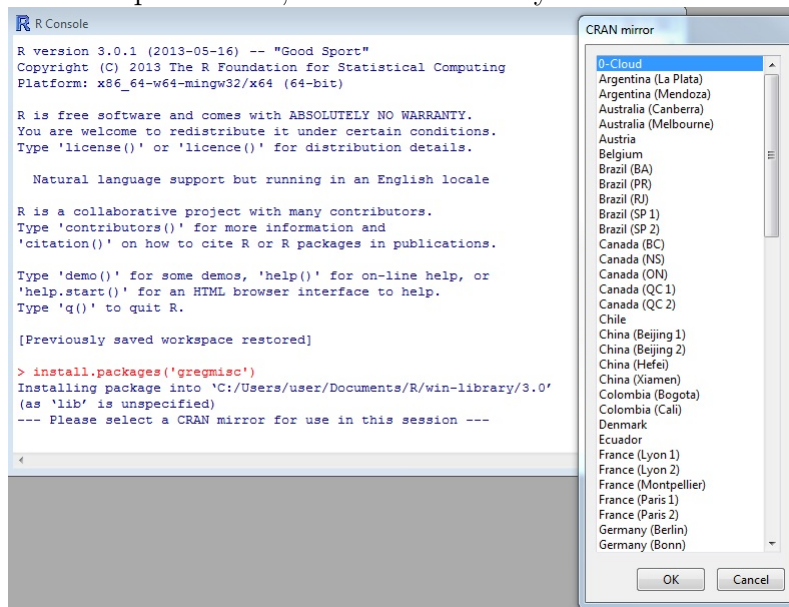 R Console
R version 3.0.1 (2013-05-16) -- "Good Sport"
Copyright (C) 2013 The R Foundation for Statistical Computing
Platform: x86_64-w64-mingw32/x64 (64-bit)
R is free software and comes with ABSOLUTELY NO WARRANTY.
You are welcome to redistribute it under certain conditions.
Type 'license()' or 'licence()' for distribution details.
Natural language support but running in an English locale
R is a collaborative project with many contributors.
Type 'contributors()' for more information and
'citation()' on how to cite R or R packages in publications.
Type 'demo()' for some demos, 'help()' for on-line help, or
'help.start()' for an HTML browser interface to help.
Type 'q()' to quit R.
[Previously saved workspace restored]
> install.packages('gregmisc')
Installing package into ‘C:/Users/user/Documents/R/win-library/3.0’
(as ‘lib’ is unspecified)
--- Please select a CRAN mirror for use in this session ---
CRAN mirror
0-Cloud
Argentina (La Plata)
Argentina (Mendoza)
Australia (Canberra)
Australia (Melbourne)
Austria
Belgium
Brazil (BA)
Brazil (PR)
Brazil (RJ)
Brazil (SP 1)
Brazil (SP 2)
Canada (BC)
Canada (NS)
Canada (ON)
Canada (QC 1)
Canada (QC 2)
Chile
China (Beijing 1)
China (Beijing 2)
China (Hefei)
China (Xiamen)
Colombia (Bogota)
Colombia (Cali)
Denmark
Ecuador
France (Lyon 1)
France (Lyon 2)
France (Montpellier)
France (Paris 1)
France (Paris 2)
Germany (Berlin)
Germany (Bonn)
OK
Cancel